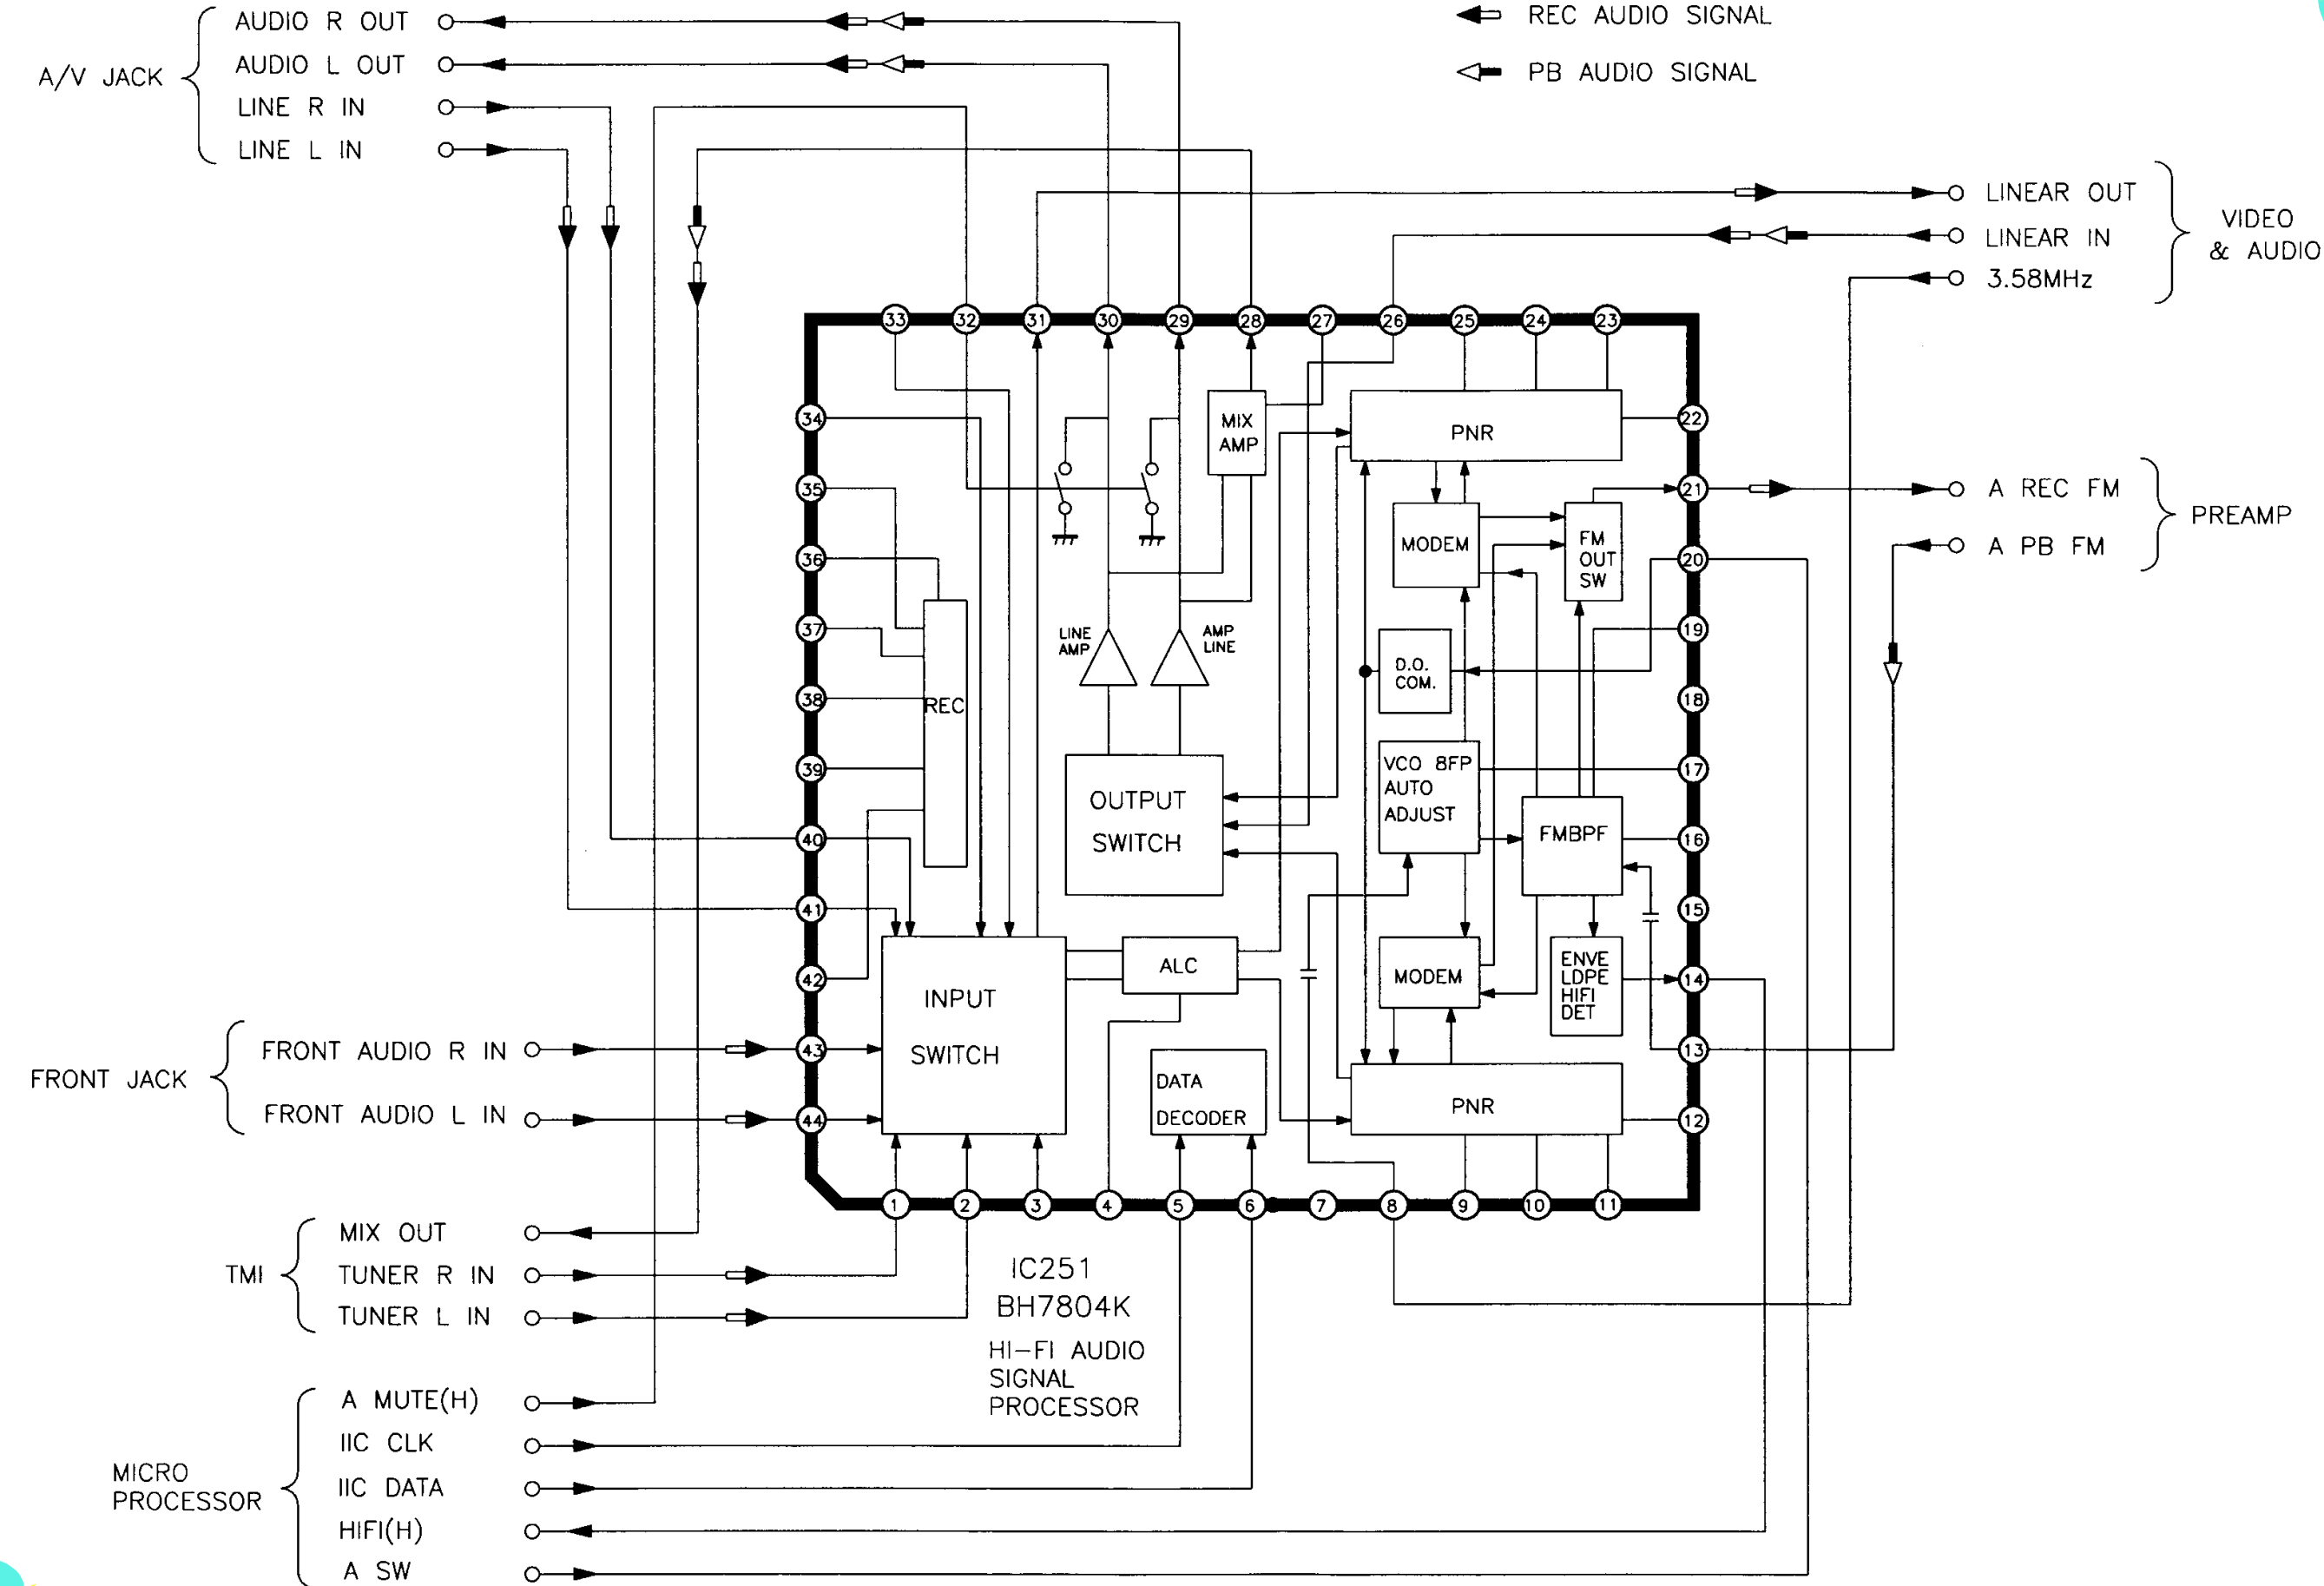 AUDIO R OUT
AUDIO L OUT
LINE R IN
LINE L IN
A/V JACK
REC AUDIO SIGNAL
PB AUDIO SIGNAL
LINEAR OUT
LINEAR IN
3.58MHz
VIDEO
& AUDIO
33 32 31 30 29 28 27 26 25 24 23
34
35
36
37
38
39
40
41
42
43
44
22
21
20
19
18
17
16
15
14
13
12
MIX
AMP
PNR
MODEM
FM
OUT
SW
A REC FM
A PB FM
PREAMP
LINE
AMP
AMP
LINE
D.O.
COM.
REC
OUTPUT
SWITCH
VCO 8FP
AUTO
ADJUST
FMBPF
INPUT
SWITCH
ALC
MODEM
ENVE
LDPE
HIFI
DET
DATA
DECODER
PNR
FRONT JACK
FRONT AUDIO R IN
FRONT AUDIO L IN
1 2 3 4 5 6 7 8 9 10 11
TMI
MIX OUT
TUNER R IN
TUNER L IN
IC251
BH7804K
HI-FI AUDIO
SIGNAL
PROCESSOR
MICRO
PROCESSOR
A MUTE(H)
IIC CLK
IIC DATA
HIFI(H)
A SW